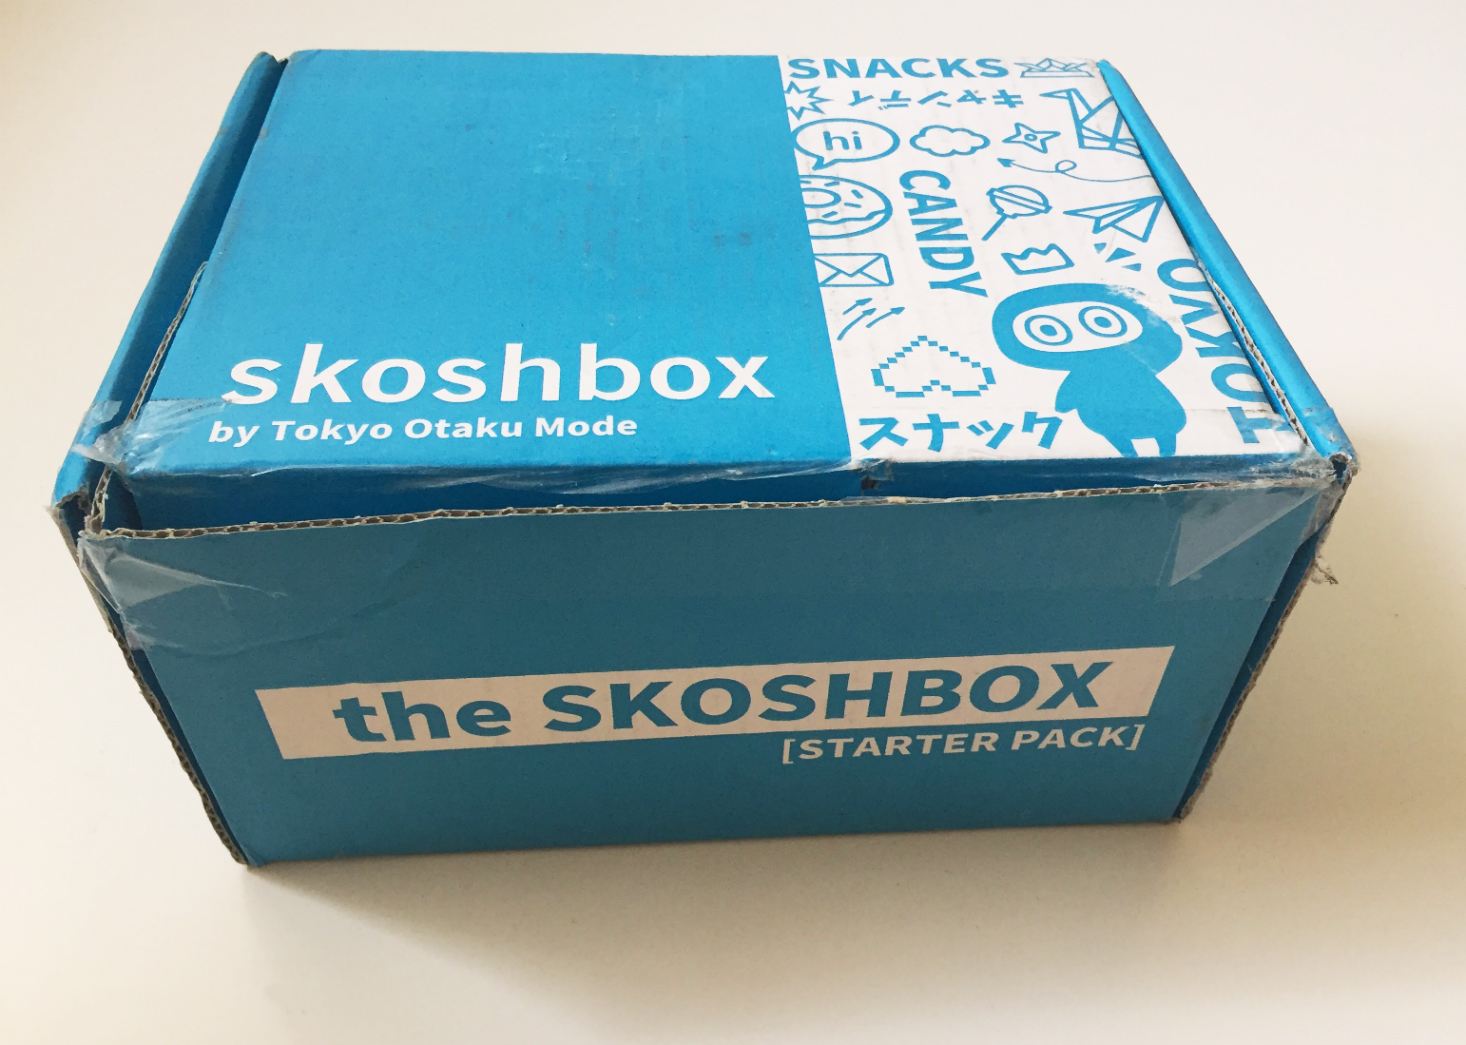 skoshbox
by Tokyo Otaku Mode
SNACKS
キャンディ
hi
CANDY
TOKYO
スナック
the SKOSHBOX
[STARTER PACK]